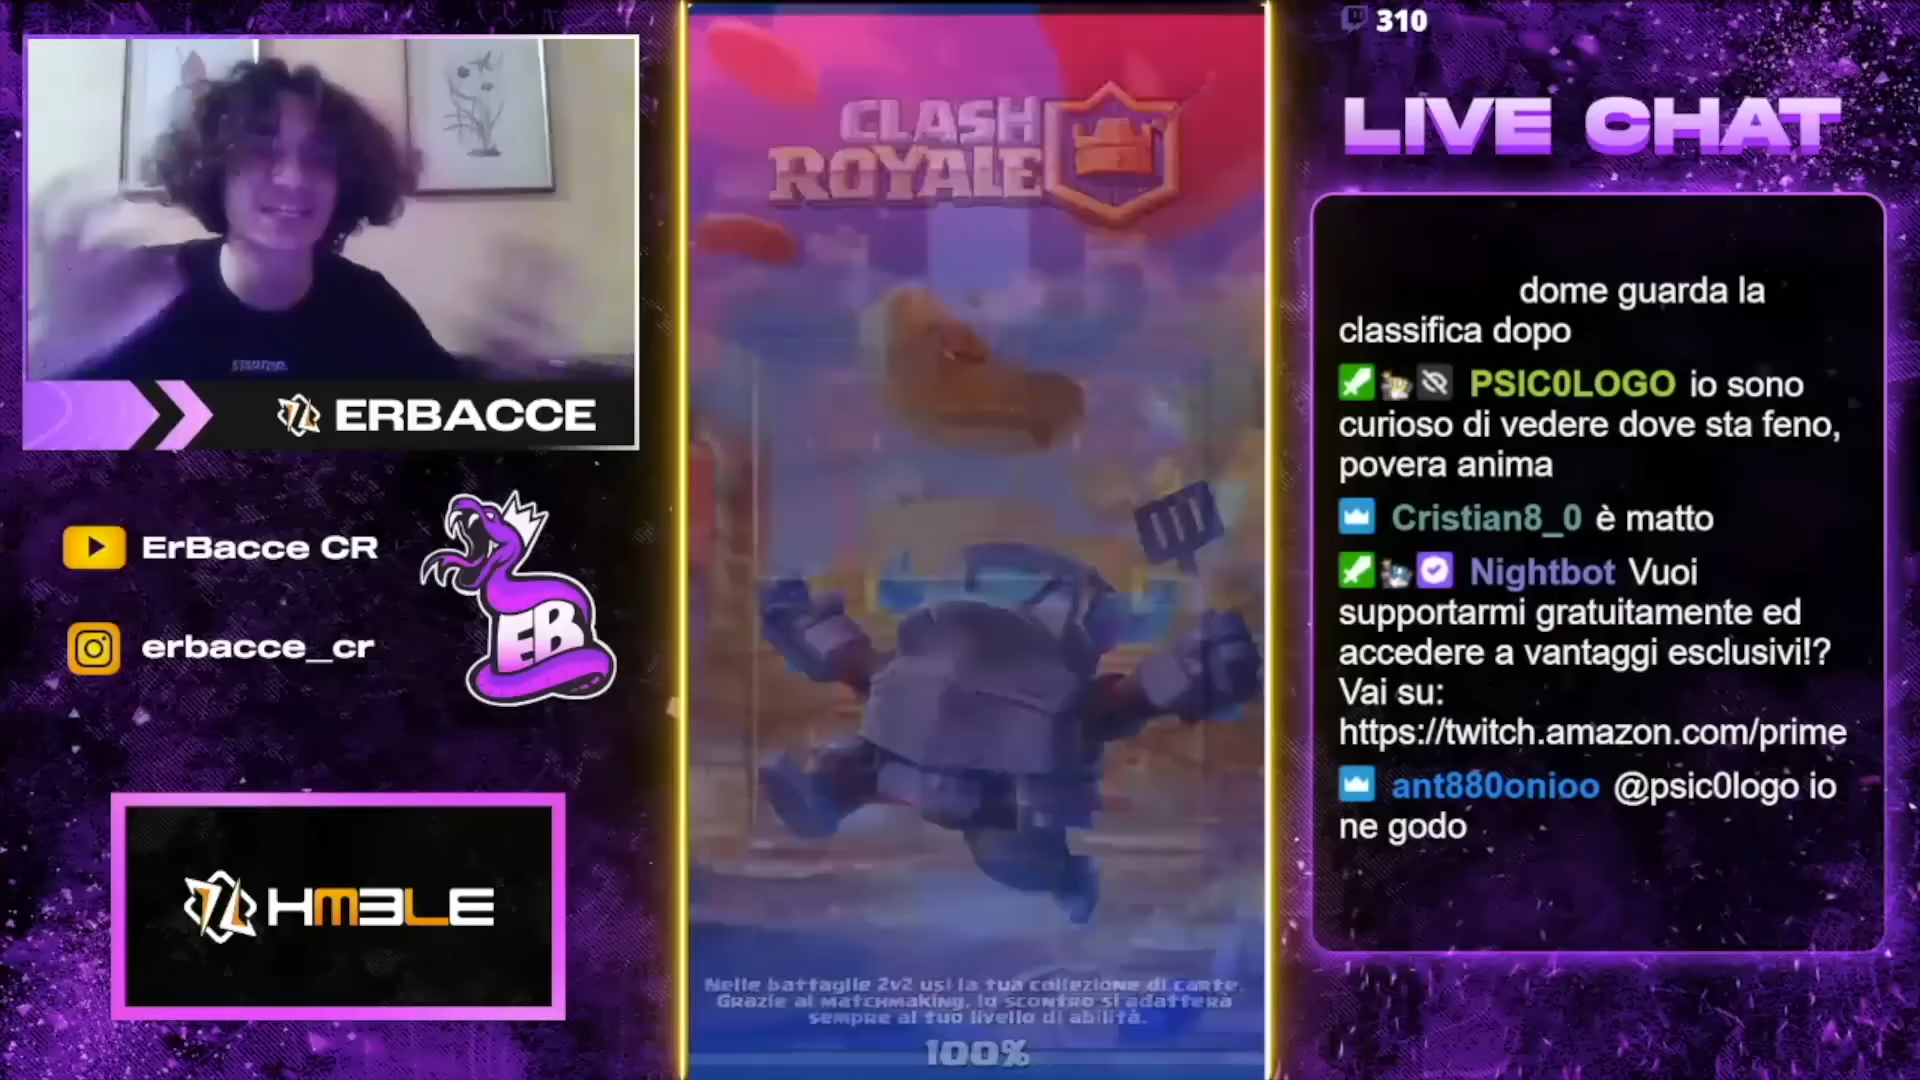 310
LIVE CHAT
CLASH
ROYALE
ERBACCE
ErBacce CR
erbacce_cr
EB
HM3LE
dome guarda la
classifica dopo
PSIC0LOGO io sono
curioso di vedere dove sta feno,
povera anima
Cristian8_0 è matto
Nightbot Vuoi
supportarmi gratuitamente ed
accedere a vantaggi esclusivi!?
Vai su:
https://twitch.amazon.com/prime
ant880onioo @psic0logo io
ne godo
Nelle battaglie 2v2 usi la tua collezione di carte.
Grazie al matchmaking, lo scontro si adatterà
sempre al tuo livello di abilità.
100%